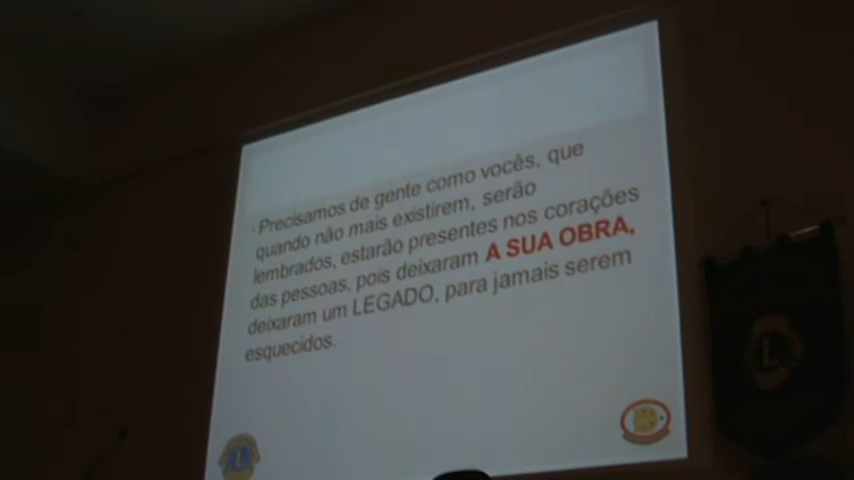 - Precisamos de gente como vocês, que
quando não mais existirem, serão
lembrados, estarão presentes nos corações
das pessoas, pois deixaram A SUA OBRA,
deixaram um LEGADO, para jamais serem
esquecidos.
L
L